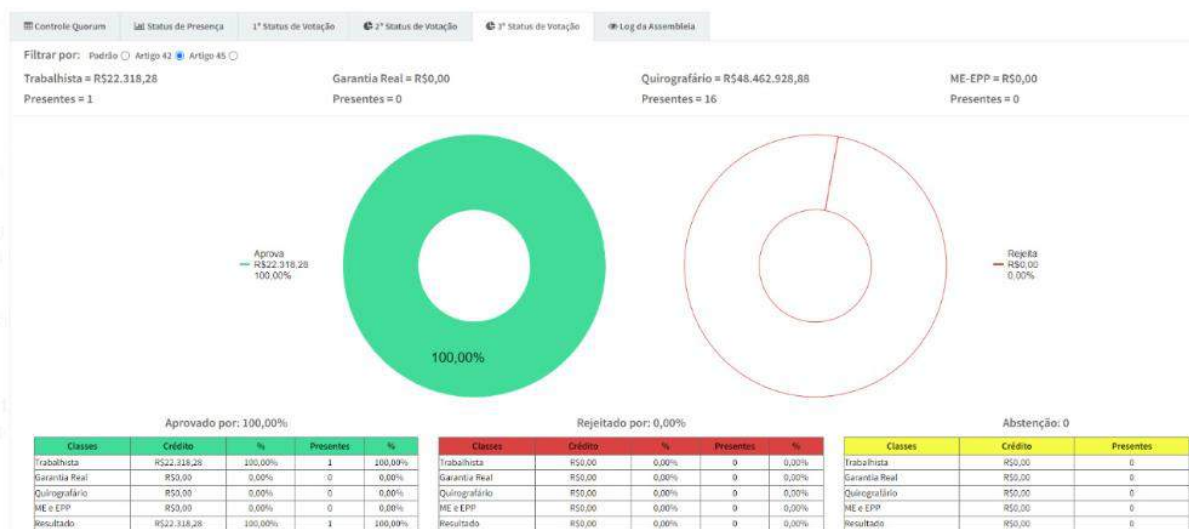 Controle Quorum Status de Presença 1° Status de Votação 2° Status de Votação 3° Status de Votação Log da Assembleia
Filtrar por: Padrão Artigo 42 Artigo 45
Trabalhista = R$22.318,28 Garantia Real = R$0,00 Quirografário = R$48.462.928,88 ME-EPP = R$0,00
Presentes = 1 Presentes = 0 Presentes = 16 Presentes = 0
Aprova
R$22.318,28
100,00%
100,00%
Rejeita
R$0,00
0,00%
Aprovado por: 100,00%
Classes Crédito % Presentes %
Trabalhista R$22.318,28 100,00% 1 100,00%
Garantia Real R$0,00 0,00% 0 0,00%
Quirografário R$0,00 0,00% 0 0,00%
ME e EPP R$0,00 0,00% 0 0,00%
Resultado R$22.318,28 100,00% 1 100,00%
Rejeitado por: 0,00%
Classes Crédito % Presentes %
Trabalhista R$0,00 0,00% 0 0,00%
Garantia Real R$0,00 0,00% 0 0,00%
Quirografário R$0,00 0,00% 0 0,00%
ME e EPP R$0,00 0,00% 0 0,00%
Resultado R$0,00 0,00% 0 0,00%
Abstenção: 0
Classes Crédito Presentes
Trabalhista R$0,00 0
Garantia Real R$0,00 0
Quirografário R$0,00 0
ME e EPP R$0,00 0
Resultado R$0,00 0